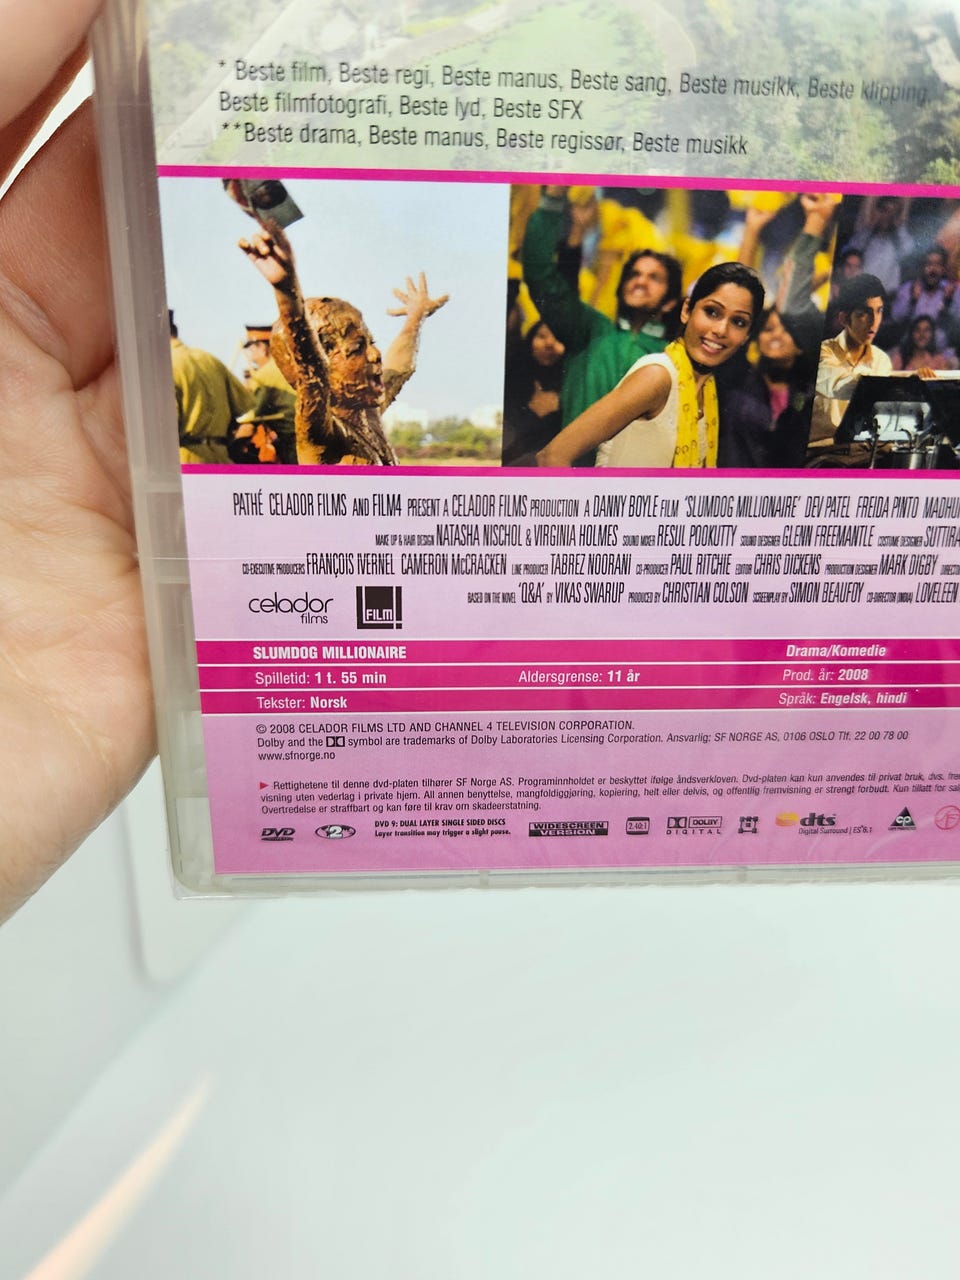 * Beste film, Beste regi, Beste manus, Beste sang, Beste musikk, Beste klipping,
Beste filmfotografi, Beste lyd, Beste SFX
**Beste drama, Beste manus, Beste regissør, Beste musikk
PATHÉ CELADOR FILMS AND FILM4 PRESENT A CELADOR FILMS PRODUCTION A DANNY BOYLE FILM 'SLUMDOG MILLIONAIRE' DEV PATEL FREIDA PINTO
MAKE UP & HAIR DESIGN NATASHA NISCHOL & VIRGINIA HOLMES SOUND MIXER RESUL POOKUTTY SOUND DESIGNER GLENN FREEMANTLE COSTUME DESIGNER
CO-EXECUTIVE PRODUCERS FRANÇOIS IVERNEL CAMERON McCRACKEN LINE PRODUCER TABREZ NOORANI CO-PRODUCER PAUL RITCHIE EDITOR CHRIS DICKENS PRODUCTION DESIGNER MARK DIGBY
BASED ON THE NOVEL 'Q&A' BY VIKAS SWARUP PRODUCED BY CHRISTIAN COLSON SCREENPLAY BY SIMON BEAUFOY CO-DIRECTOR (INDIA) LOVELEEN
celador
films
FILM
SLUMDOG MILLIONAIRE Drama/Komedie
Spilletid: 1 t. 55 min Aldersgrense: 11 år Prod. år: 2008
Tekster: Norsk Språk: Engelsk, hindi
© 2008 CELADOR FILMS LTD AND CHANNEL 4 TELEVISION CORPORATION.
Dolby and the symbol are trademarks of Dolby Laboratories Licensing Corporation. Ansvarlig: SF NORGE AS, 0106 OSLO Tlf. 22 00 78 00
www.sfnorge.no
Rettighetene til denne dvd-platen tilhører SF Norge AS. Programinnholdet er beskyttet ifølge åndsverkloven. Dvd-platen kan kun anvendes til privat bruk, dvs.
visning uten vederlag i private hjem. All annen benyttelse, mangfoldiggjøring, kopiering, helt eller delvis, og offentlig fremvisning er strengt forbudt. Kun tillatt for
Overtredelse er straffbart og kan føre til krav om skadeerstatning.
DVD 2 DVD 9: DUAL LAYER SINGLE SIDED DISCS WIDESCREEN 2.40:1 DOLBY dts
Layer transition may trigger a slight pause. VERSION DIGITAL Digital Surround | ES 6.1